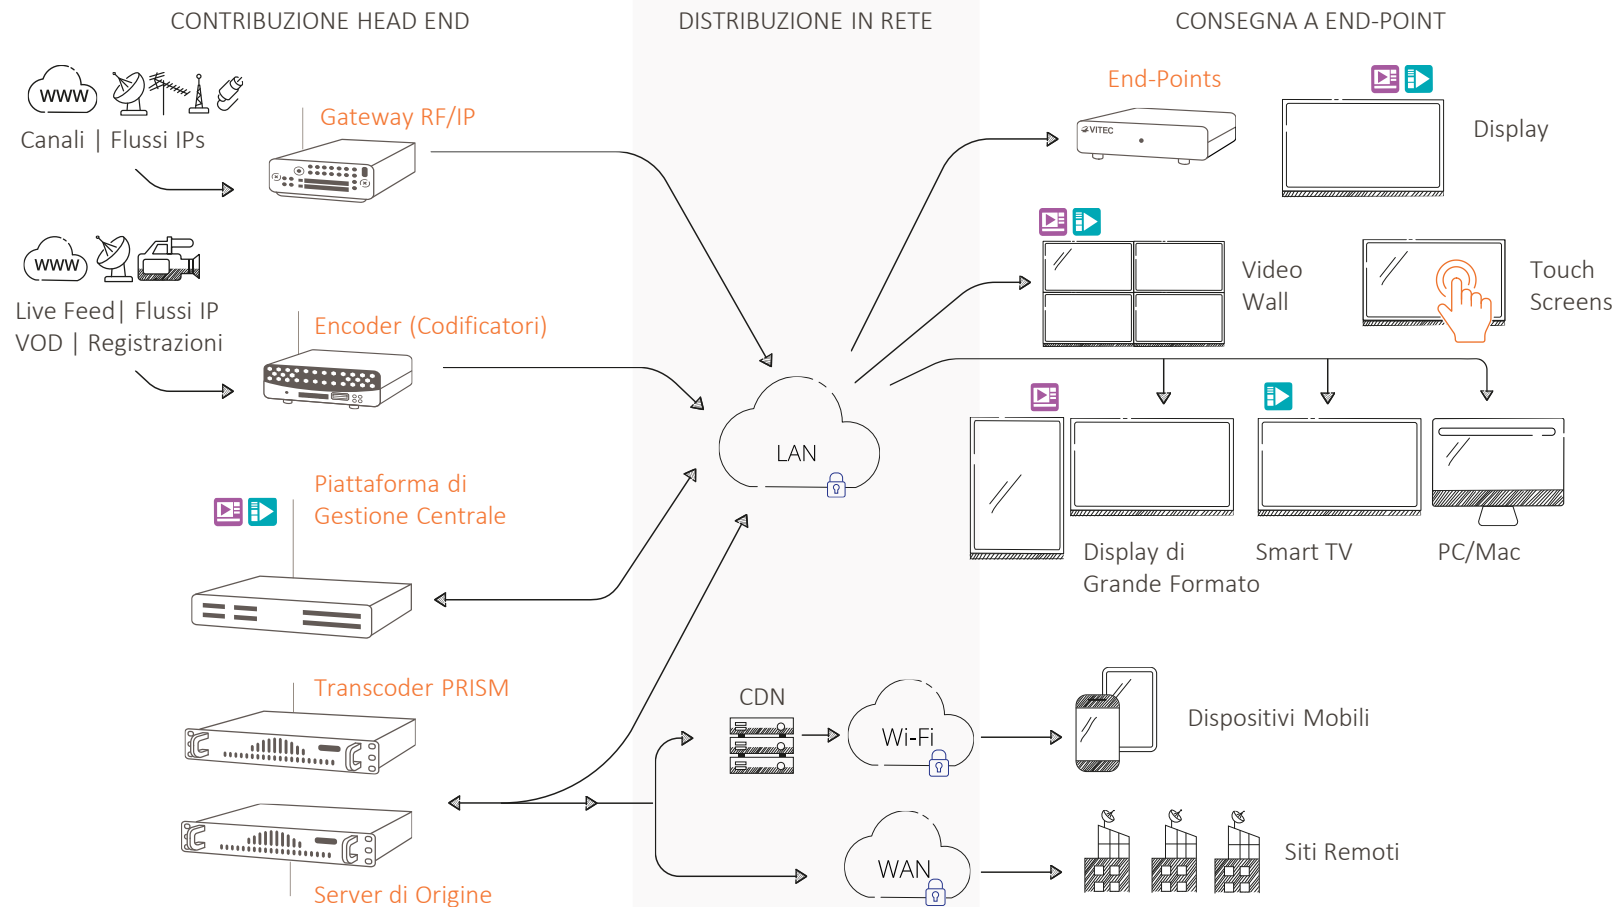 CONTRIBUZIONE HEAD END
DISTRIBUZIONE IN RETE
CONSEGNA A END-POINT
WWW
Canali | Flussi IPs
Gateway RF/IP
WWW
Live Feed| Flussi IP
VOD | Registrazioni
Encoder (Codificatori)
Piattaforma di
Gestione Centrale
Transcoder PRISM
Server di Origine
LAN
CDN
Wi-Fi
WAN
End-Points
VITEC
Display
Video
Wall
Touch
Screens
Display di
Grande Formato
Smart TV
PC/Mac
Dispositivi Mobili
Siti Remoti